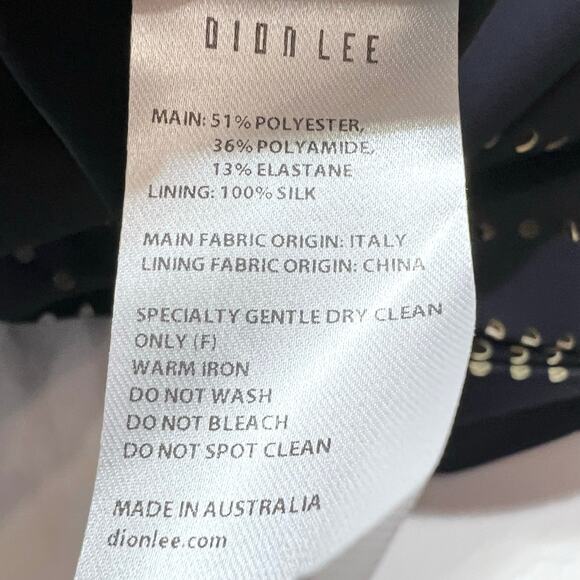 DION LEE
MAIN: 51% POLYESTER,
36% POLYAMIDE,
13% ELASTANE
LINING: 100% SILK
MAIN FABRIC ORIGIN: ITALY
LINING FABRIC ORIGIN: CHINA
SPECIALTY GENTLE DRY CLEAN
ONLY (F)
WARM IRON
DO NOT WASH
DO NOT BLEACH
DO NOT SPOT CLEAN
MADE IN AUSTRALIA
dionlee.com